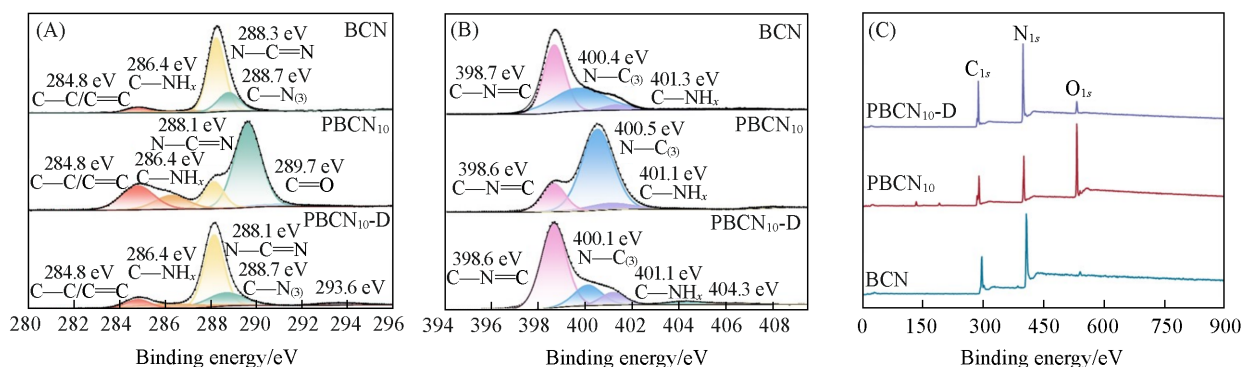 (A)
BCN
288.3 eV
N—C=N
286.4 eV
C—NHₓ
288.7 eV
C—N₍₃₎
284.8 eV
C—C/C=C
PBCN₁₀
288.1 eV
N—C=N
284.8 eV
286.4 eV
C—NHₓ
C—C/C=C
289.7 eV
C=O
PBCN₁₀-D
288.1 eV
N—C=N
286.4 eV
C—NHₓ
288.7 eV
C—N₍₃₎
284.8 eV
C—C/C=C
293.6 eV
280 282 284 286 288 290 292 294 296
Binding energy/eV
(B)
BCN
400.4 eV
N—C₍₃₎
398.7 eV
C—N=C
401.3 eV
C—NHₓ
PBCN₁₀
400.5 eV
N—C₍₃₎
398.6 eV
C—N=C
401.1 eV
C—NHₓ
PBCN₁₀-D
400.1 eV
N—C₍₃₎
398.6 eV
C—N=C
401.1 eV
C—NHₓ
404.3 eV
394 396 398 400 402 404 406 408
Binding energy/eV
(C)
N₁ₛ
C₁ₛ
O₁ₛ
PBCN₁₀-D
PBCN₁₀
BCN
0 150 300 450 600 750 900
Binding energy/eV